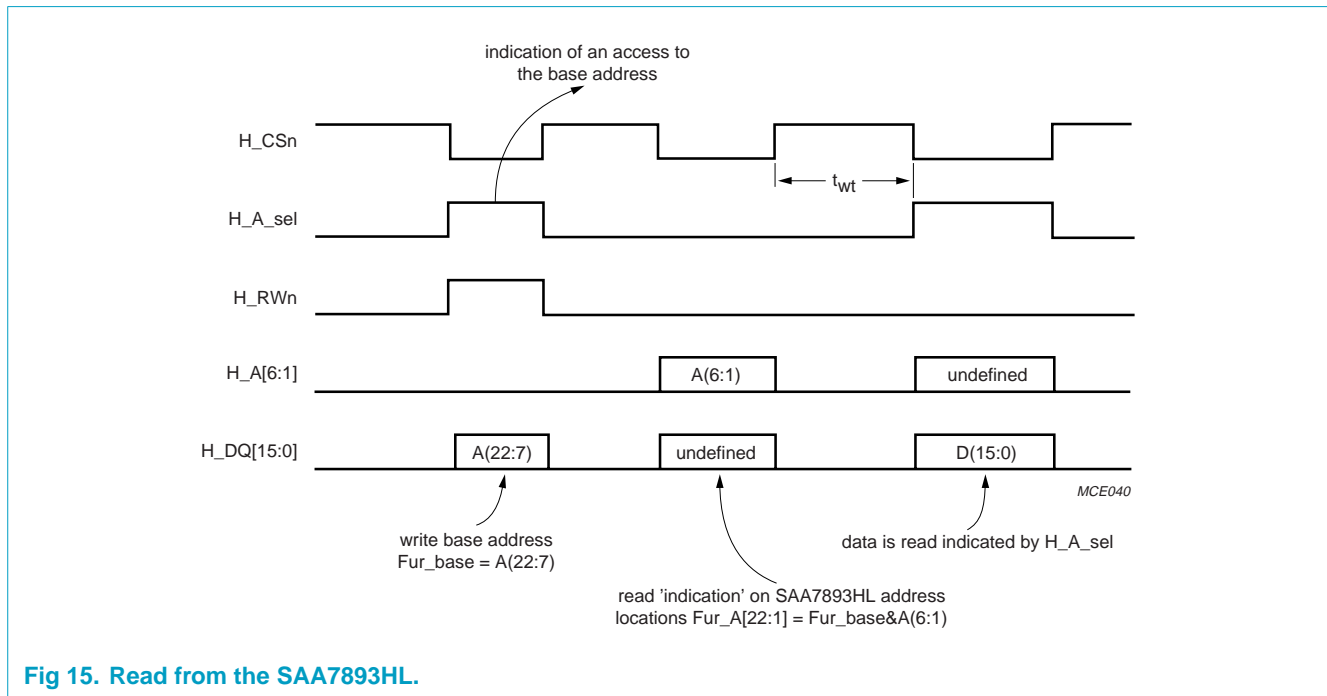 indication of an access to
the base address
H_CSn
twt
H_A_sel
H_RWn
H_A[6:1]
A(6:1)
undefined
H_DQ[15:0]
A(22:7)
undefined
D(15:0)
MCE040
write base address
Fur_base = A(22:7)
data is read indicated by H_A_sel
read 'indication' on SAA7893HL address
locations Fur_A[22:1] = Fur_base&A(6:1)
Fig 15. Read from the SAA7893HL.